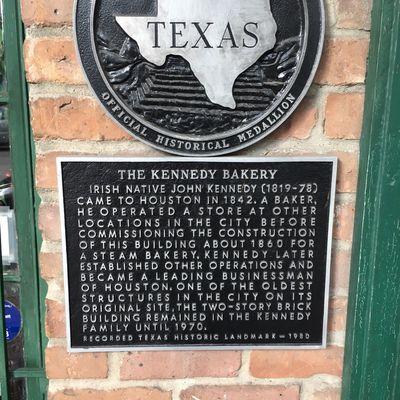 TEXAS
OFFICIAL HISTORICAL MEDALLION
THE KENNEDY BAKERY
IRISH NATIVE JOHN KENNEDY (1819-78)
CAME TO HOUSTON IN 1842. A BAKER,
HE OPERATED A STORE AT OTHER
LOCATIONS IN THE CITY BEFORE
COMMISSIONING THE CONSTRUCTION
OF THIS BUILDING ABOUT 1860 FOR
A STEAM BAKERY. KENNEDY LATER
ESTABLISHED OTHER OPERATIONS AND
BECAME A LEADING BUSINESSMAN
OF HOUSTON. ONE OF THE OLDEST
STRUCTURES IN THE CITY ON ITS
ORIGINAL SITE, THE TWO-STORY BRICK
BUILDING REMAINED IN THE KENNEDY
FAMILY UNTIL 1970.
RECORDED TEXAS HISTORIC LANDMARK - 1980